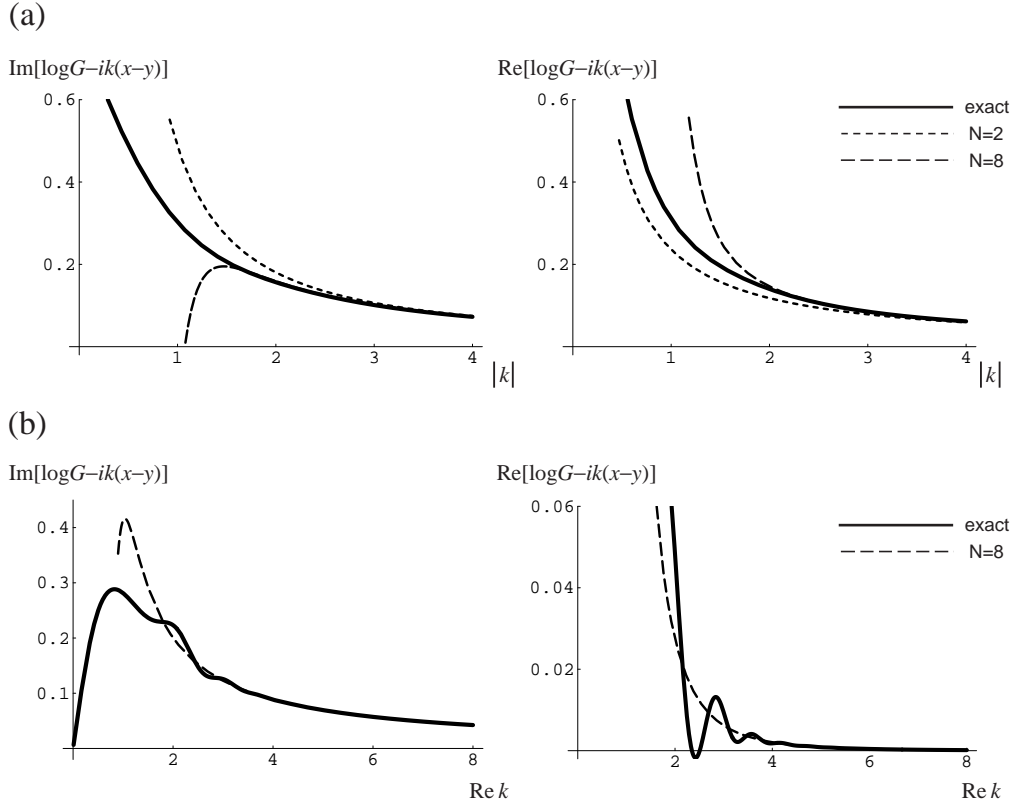 (a)
Im[logG−ik(x−y)]
Re[logG−ik(x−y)]
0.6
0.4
0.2
1 2 3 4
|k|
0.6
0.4
0.2
1 2 3 4
|k|
exact
N=2
N=8
(b)
Im[logG−ik(x−y)]
Re[logG−ik(x−y)]
0.4
0.3
0.2
0.1
2 4 6 8
Re k
0.06
0.04
0.02
2 4 6 8
Re k
exact
N=8